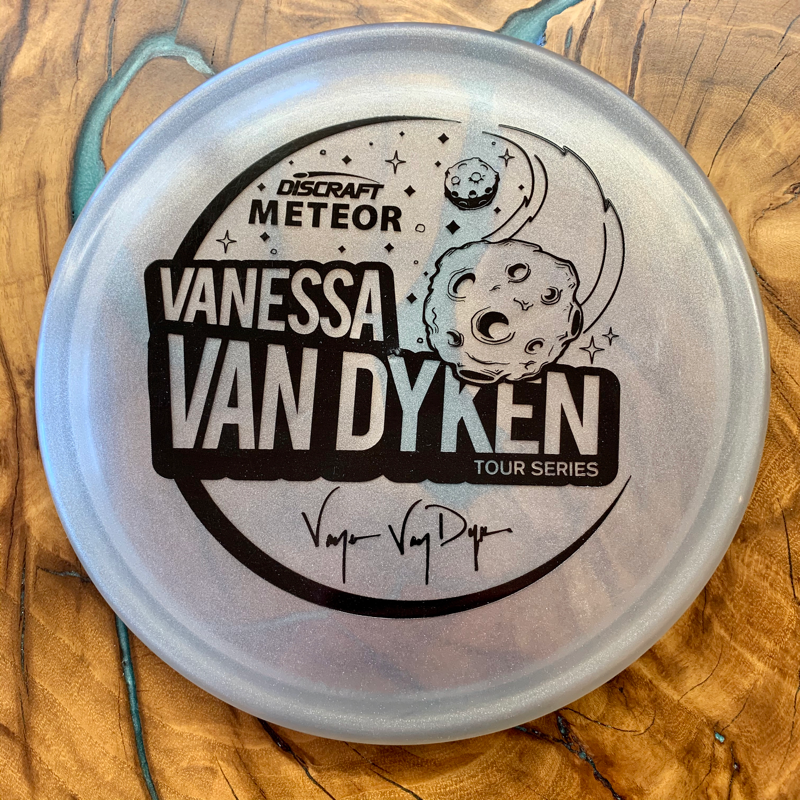 DISCRAFT
METEOR
VANESSA
VAN DYKEN
TOUR SERIES